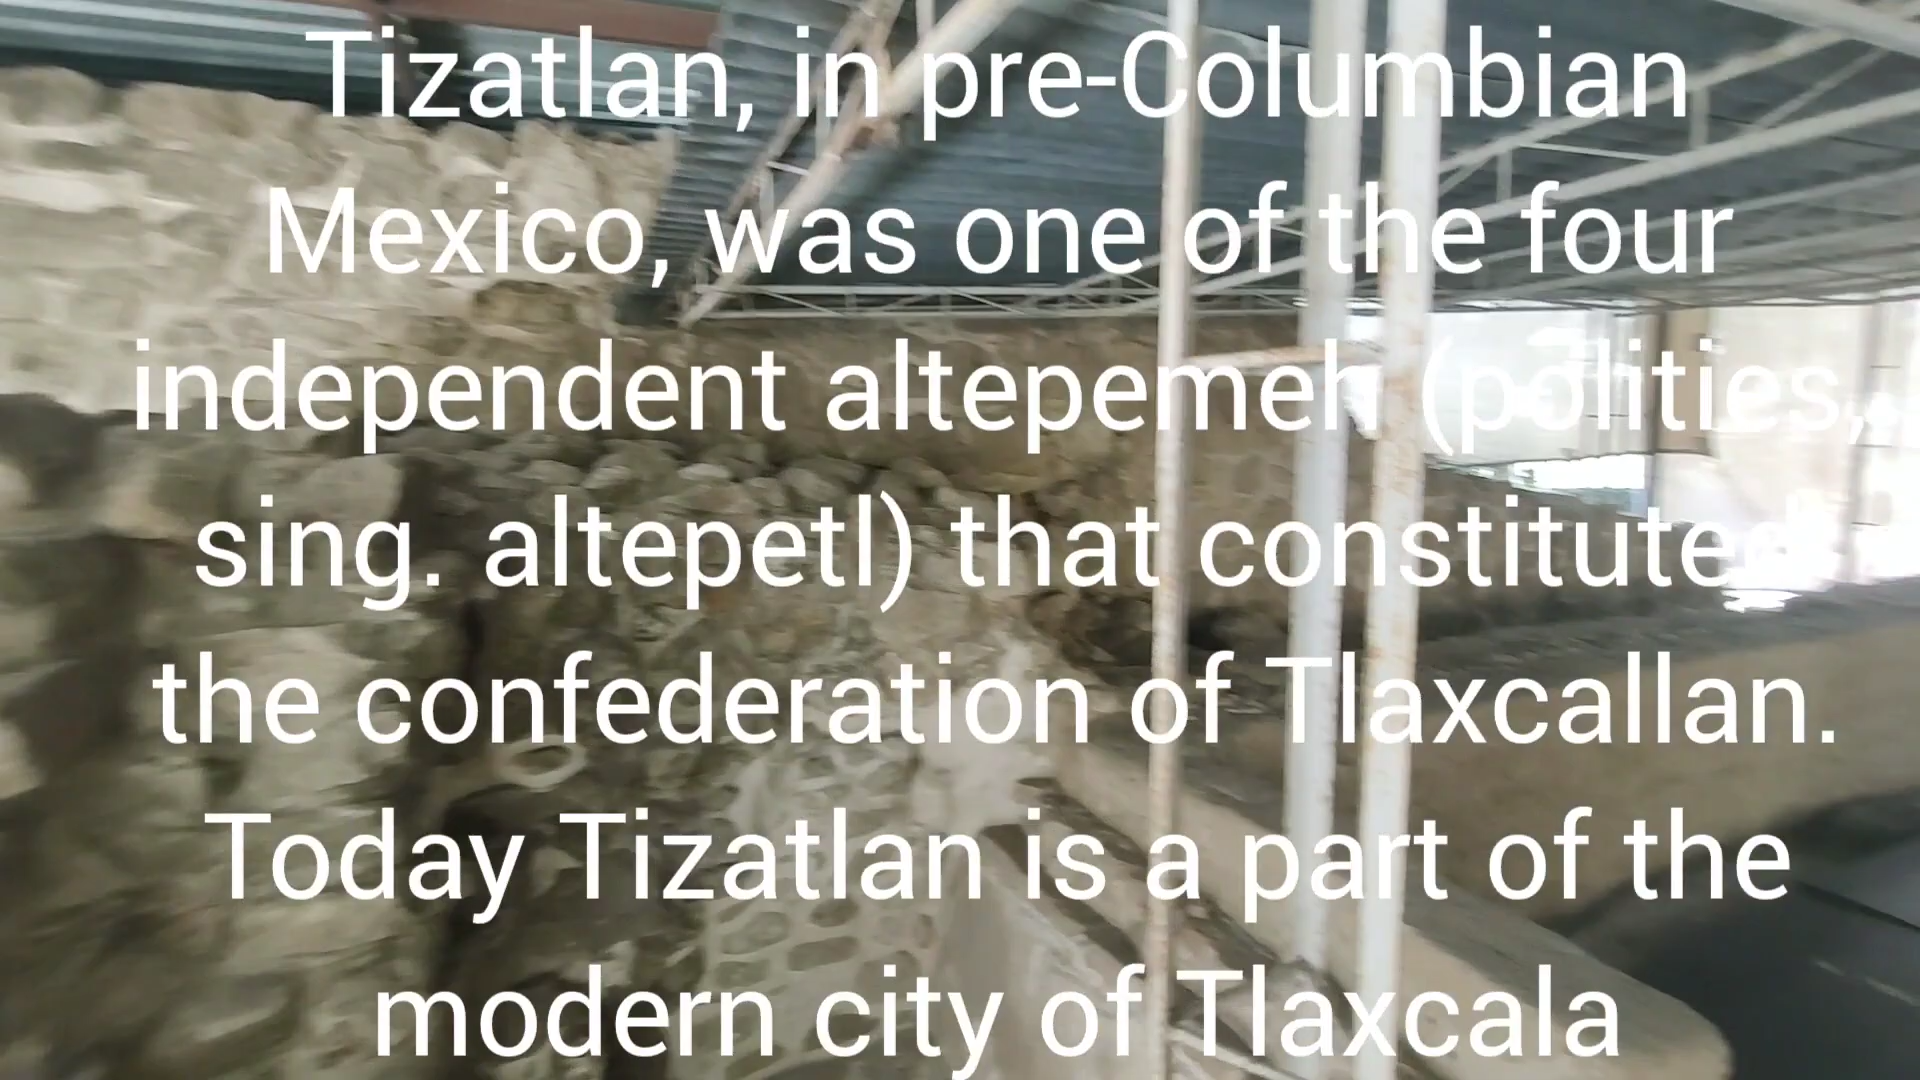 Tizatlan, in pre-Columbian
Mexico, was one of the four
independent altepemeh (polities,
sing. altepetl) that constituted
the confederation of Tlaxcallan.
Today Tizatlan is a part of the
modern city of Tlaxcala